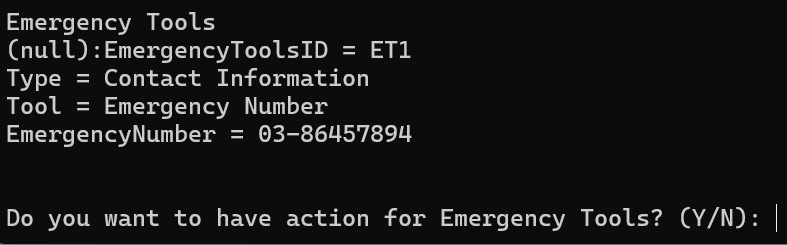 Emergency Tools
(null):EmergencyToolsID = ET1
Type = Contact Information
Tool = Emergency Number
EmergencyNumber = 03-86457894
Do you want to have action for Emergency Tools? (Y/N):